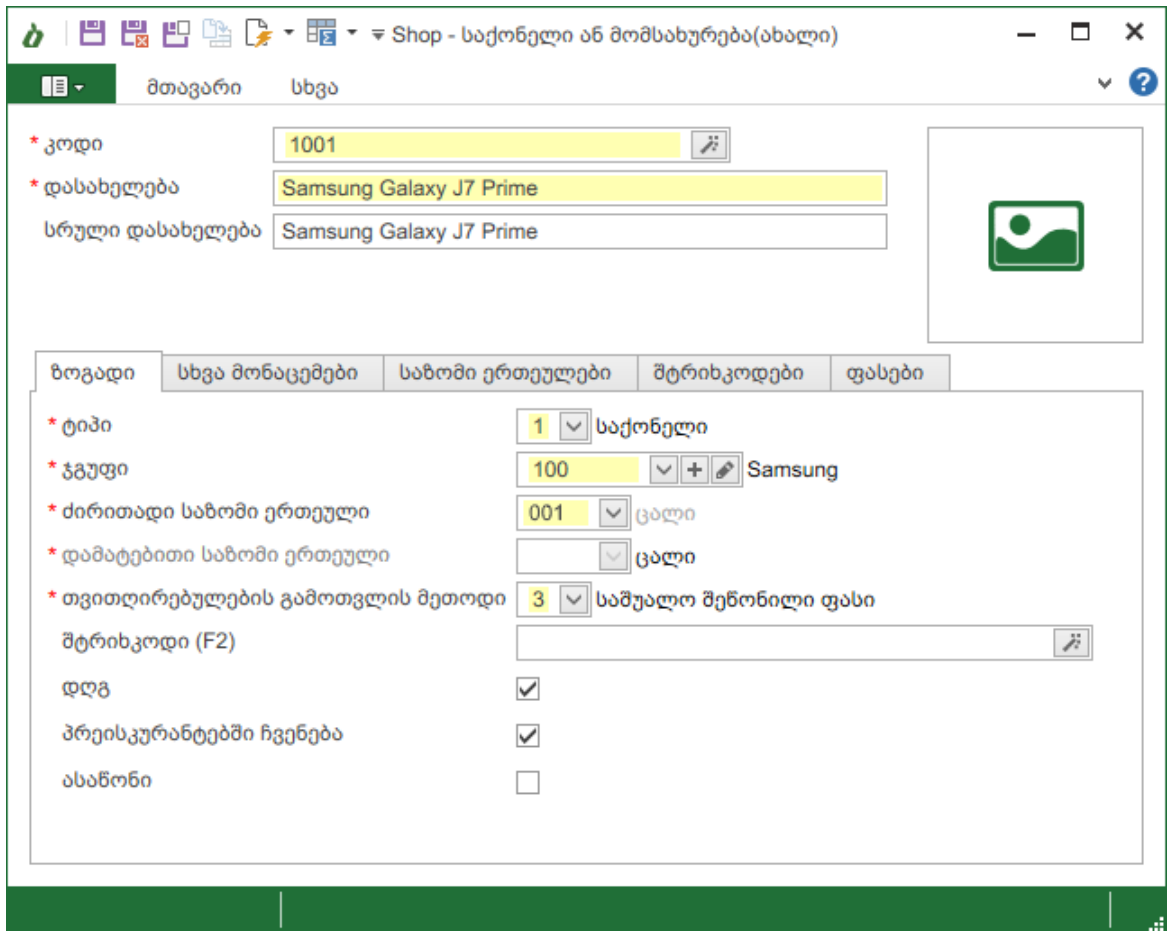 Shop - საქონელი ან მომსახურება(ახალი)
მთავარი სხვა
* კოდი 1001
* დასახელება Samsung Galaxy J7 Prime
სრული დასახელება Samsung Galaxy J7 Prime
ზოგადი სხვა მონაცემები საზომი ერთეულები შტრიხკოდები ფასები
* ტიპი 1 საქონელი
* ჯგუფი 100 Samsung
* ძირითადი საზომი ერთეული 001 ცალი
* დამატებითი საზომი ერთეული ცალი
* თვითღირებულების გამოთვლის მეთოდი 3 საშუალო შეწონილი ფასი
შტრიხკოდი (F2)
დღგ
პრეისკურანტებში ჩვენება
ასაწონი